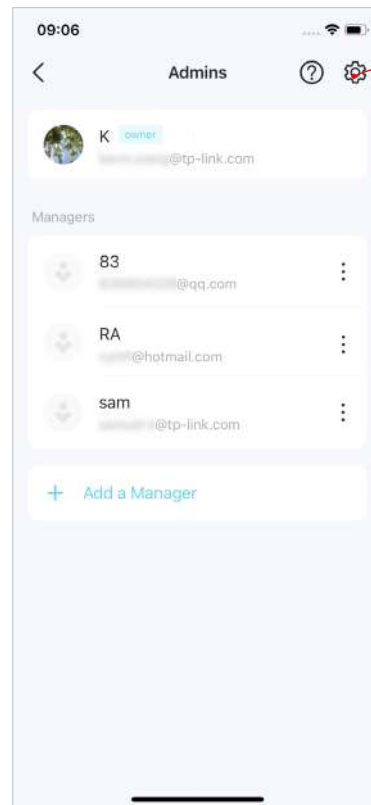 09:06
Admins
K owner
@tp-link.com
Managers
83
@qq.com
RA
@hotmail.com
sam
@tp-link.com
+ Add a Manager